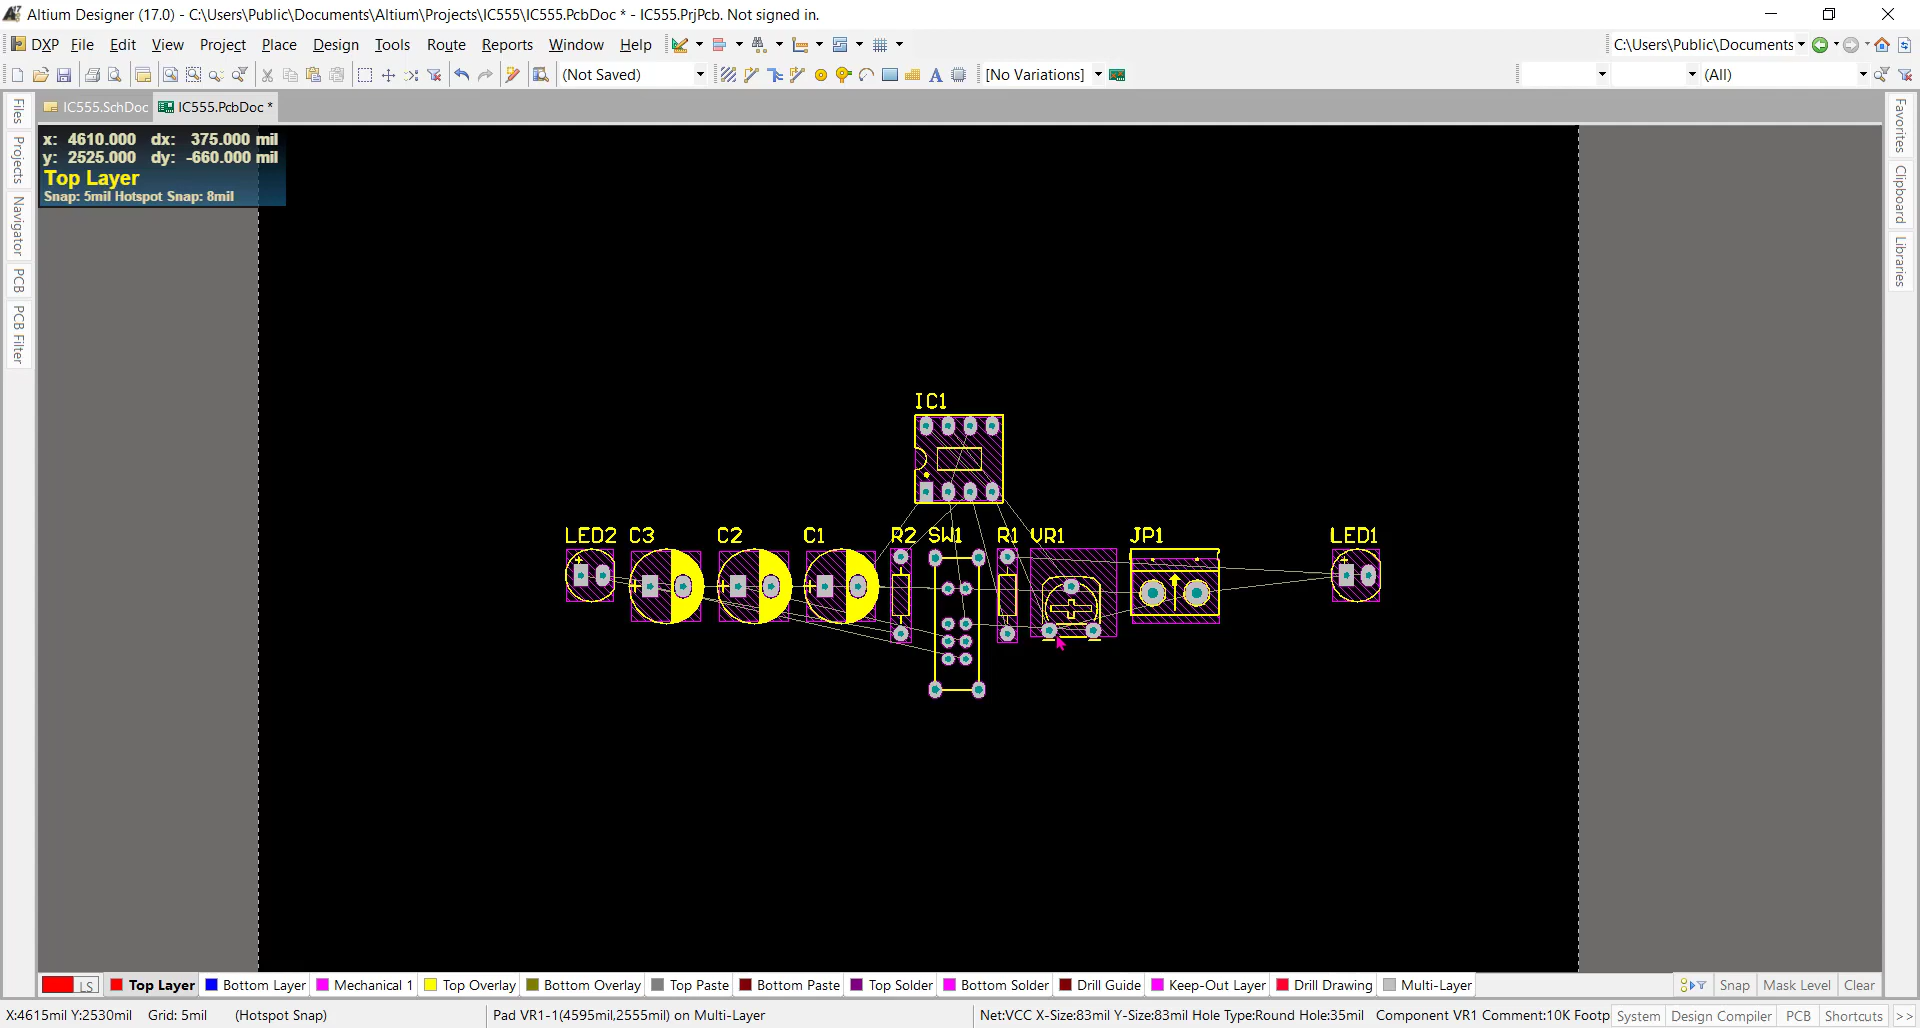 Altium Designer (17.0) - C:\Users\Public\Documents\Altium\Projects\IC555\IC555.PcbDoc * - IC555.PrjPcb. Not signed in.
DXP File Edit View Project Place Design Tools Route Reports Window Help C:\Users\Public\Documents
(Not Saved) [No Variations] (All)
IC555.SchDoc IC555.PcbDoc *
Files
Projects
Navigator
PCB
PCB Filter
x: 4610.000 dx: 375.000 mil
y: 2525.000 dy: -660.000 mil
Top Layer
Snap: 5mil Hotspot Snap: 8mil
Favorites
Clipboard
Libraries
IC1
LED2 C3 C2 C1 R2 SW1 R1 VR1 JP1 LED1
LS Top Layer Bottom Layer Mechanical 1 Top Overlay Bottom Overlay Top Paste Bottom Paste Top Solder Bottom Solder Drill Guide Keep-Out Layer Drill Drawing Multi-Layer Snap Mask Level Clear
X:4615mil Y:2530mil Grid: 5mil (Hotspot Snap) Pad VR1-1(4595mil,2555mil) on Multi-Layer Net:VCC X-Size:83mil Y-Size:83mil Hole Type:Round Hole:35mil Component VR1 Comment:10K Footp System Design Compiler PCB Shortcuts >>